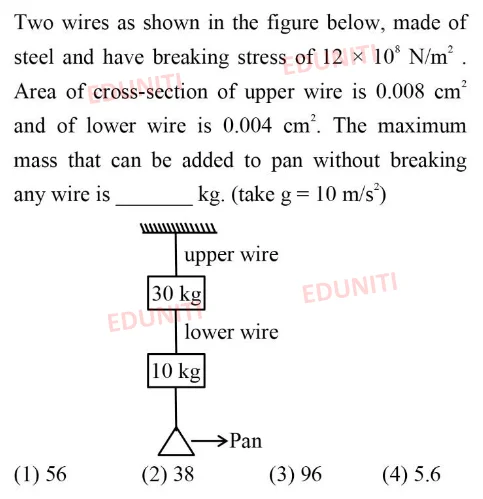 Two wires as shown in the figure below, made of
steel and have breaking stress of 12 × 10⁸ N/m² .
Area of cross-section of upper wire is 0.008 cm²
and of lower wire is 0.004 cm². The maximum
mass that can be added to pan without breaking
any wire is _______ kg. (take g = 10 m/s²)
EDUNITI
EDUNITI
upper wire
30 kg
EDUNITI
EDUNITI
lower wire
10 kg
Pan
(1) 56 (2) 38 (3) 96 (4) 5.6